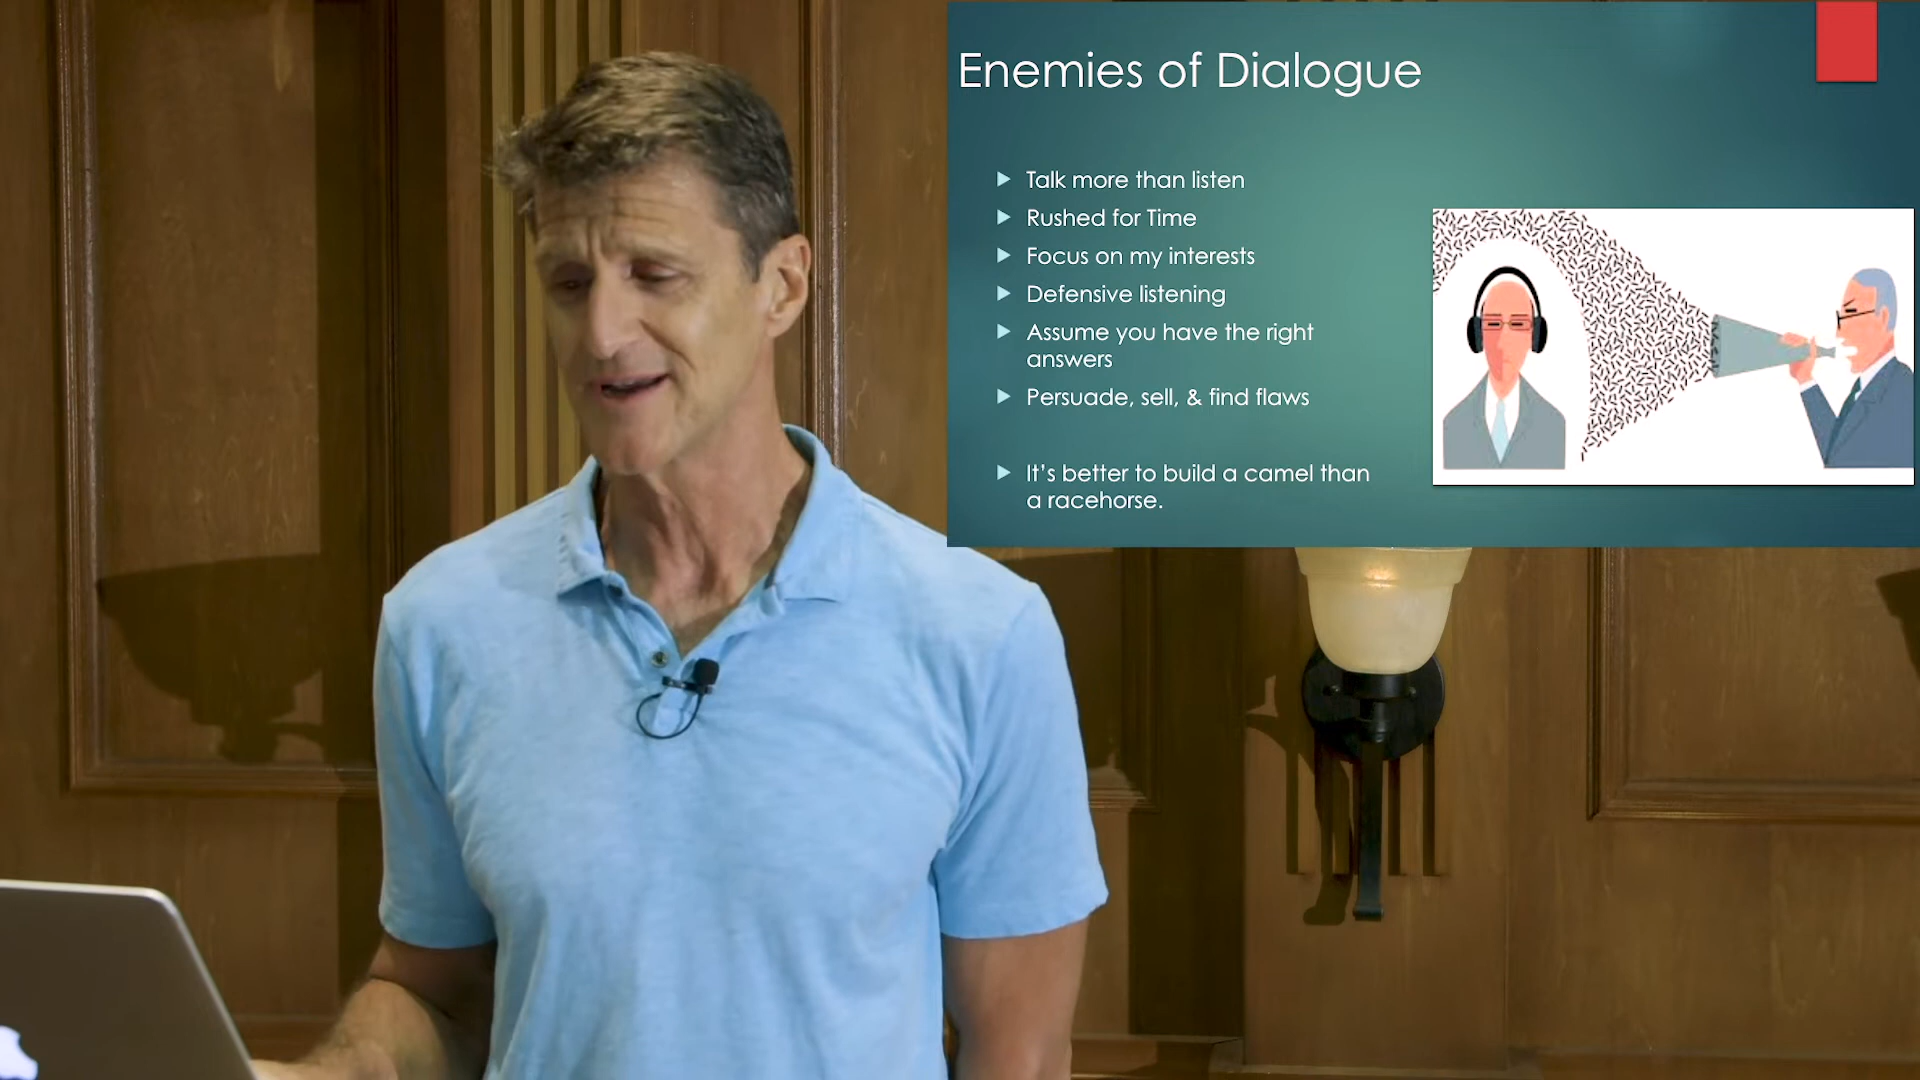 Enemies of Dialogue
Talk more than listen
Rushed for Time
Focus on my interests
Defensive listening
Assume you have the right
answers
Persuade, sell, & find flaws
It's better to build a camel than
a racehorse.